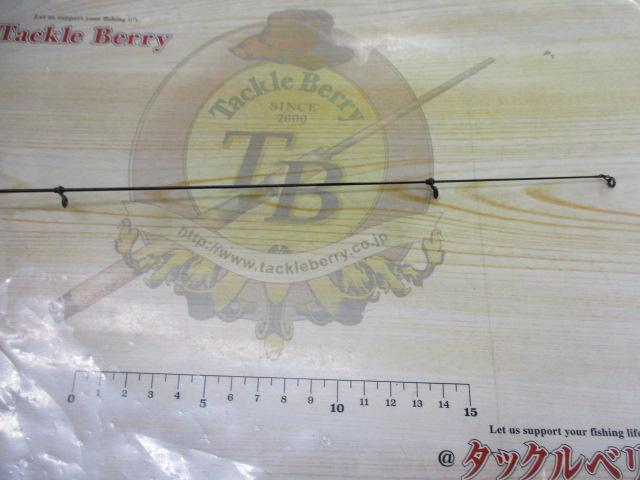 Let us support your fishing life.
Tackle Berry
Tackle Berry
SINCE
2000
TB
http://www.tackleberry.co.jp
0 1 2 3 4 5 6 7 8 9 10 11 12 13 14 15
Let us support your fishing life
@タックルベリ